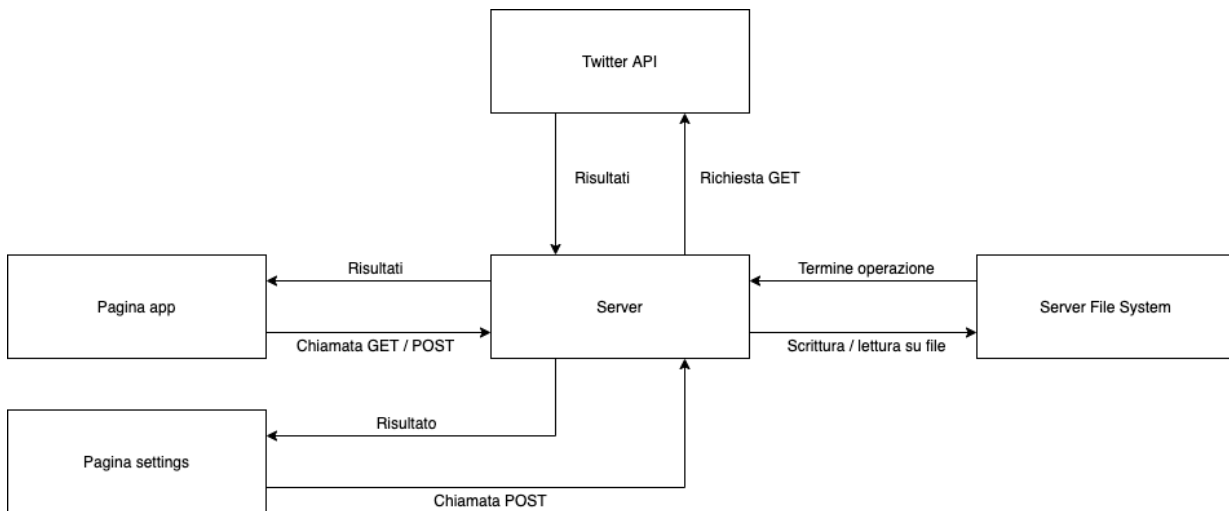 Twitter API
Risultati
Richiesta GET
Risultati
Termine operazione
Pagina app
Server
Server File System
Chiamata GET / POST
Scrittura / lettura su file
Risultato
Pagina settings
Chiamata POST